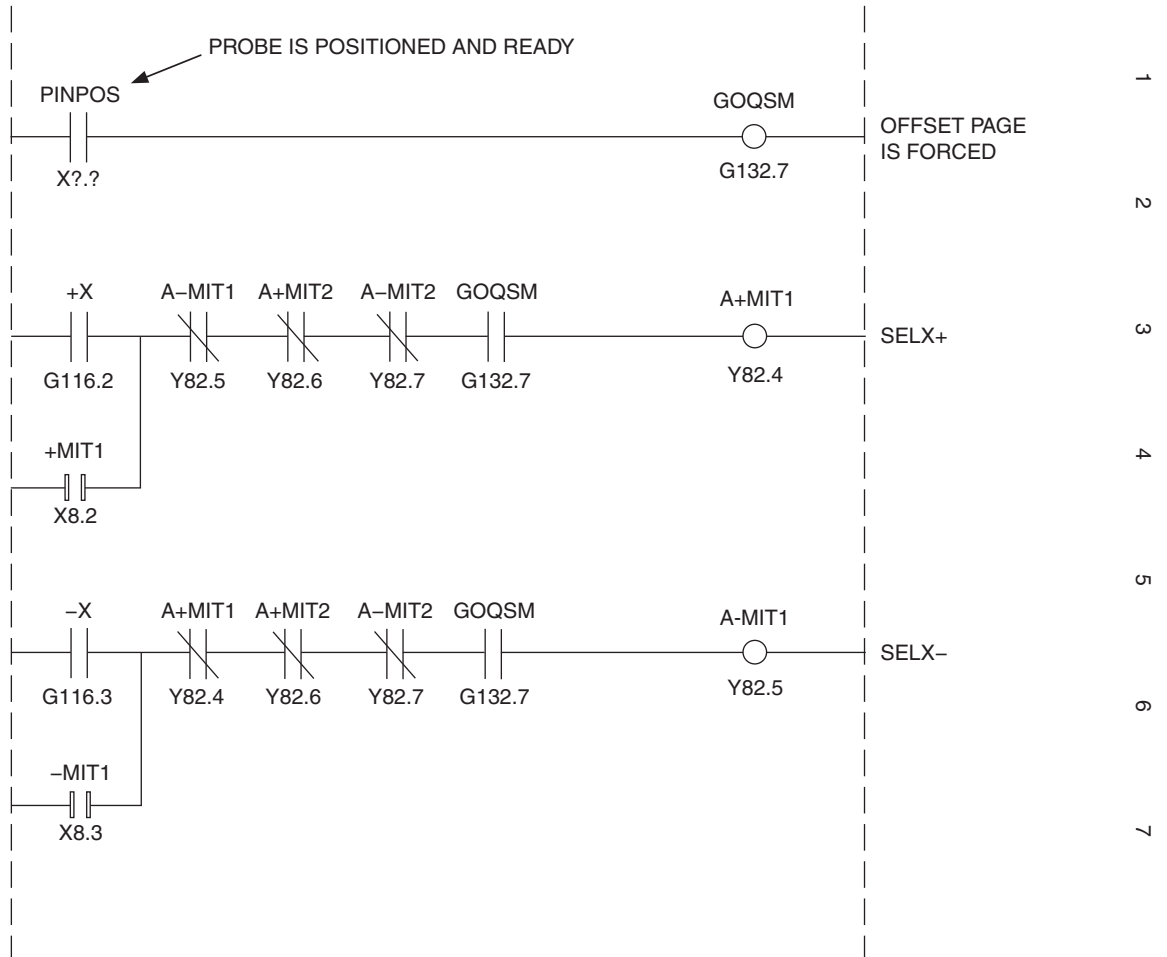 PROBE IS POSITIONED AND READY
1
PINPOS
GOQSM
OFFSET PAGE
IS FORCED
X?.?
G132.7
2
+X A−MIT1 A+MIT2 A−MIT2 GOQSM A+MIT1
SELX+
3
G116.2 Y82.5 Y82.6 Y82.7 G132.7 Y82.4
+MIT1
4
X8.2
5
−X A+MIT1 A+MIT2 A−MIT2 GOQSM A-MIT1
SELX−
G116.3 Y82.4 Y82.6 Y82.7 G132.7 Y82.5
6
−MIT1
X8.3
7